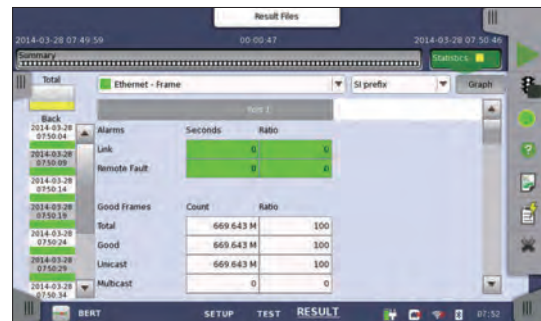 Result Files
2014-03-28 07 49 59 00 00 47 2014-03-28 07 50 46
Summary Statistics
Total Ethernet - Frame SI prefix Graph
Port 1
Back
2014-03-28
07:50:04
Alarms Seconds Ratio
2014-03-28
07:50:09
Link 0 0
Remote Fault 0 0
2014-03-28
07:50:14
2014-03-28
07:50:19
Good Frames Count Ratio
2014-03-28
07:50:24
Total 669.643 M 100
Good 669.643 M 100
2014-03-28
07:50:29
Unicast 669.643 M 100
2014-03-28
07:50:34
Multicast 0 0
BERT SETUP TEST RESULT 07:52